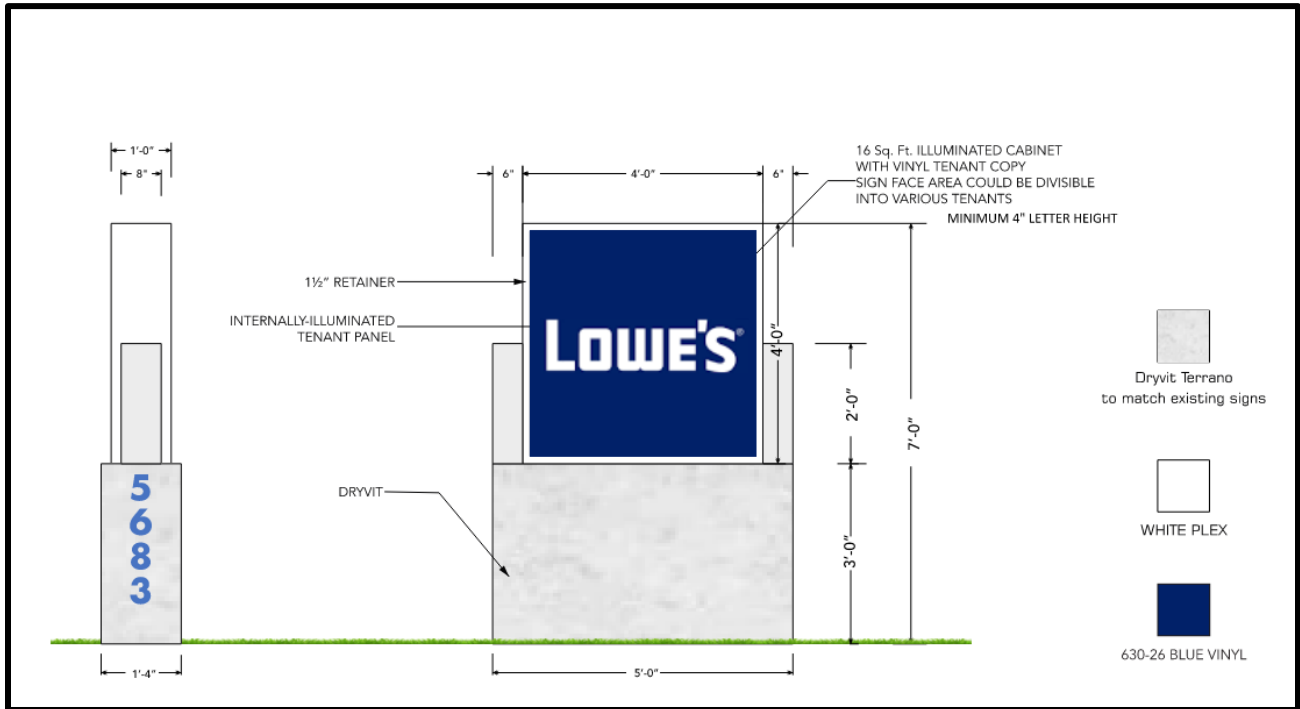 1'-0"
8"
5
6
8
3
1'-4"
6"
4'-0"
6"
16 Sq. Ft. ILLUMINATED CABINET
WITH VINYL TENANT COPY
SIGN FACE AREA COULD BE DIVISIBLE
INTO VARIOUS TENANTS
MINIMUM 4" LETTER HEIGHT
1½" RETAINER
INTERNALLY-ILLUMINATED
TENANT PANEL
LOWE'S®
4'-0"
2'-0"
7'-0"
DRYVIT
3'-0"
5'-0"
Dryvit Terrano
to match existing signs
WHITE PLEX
630-26 BLUE VINYL